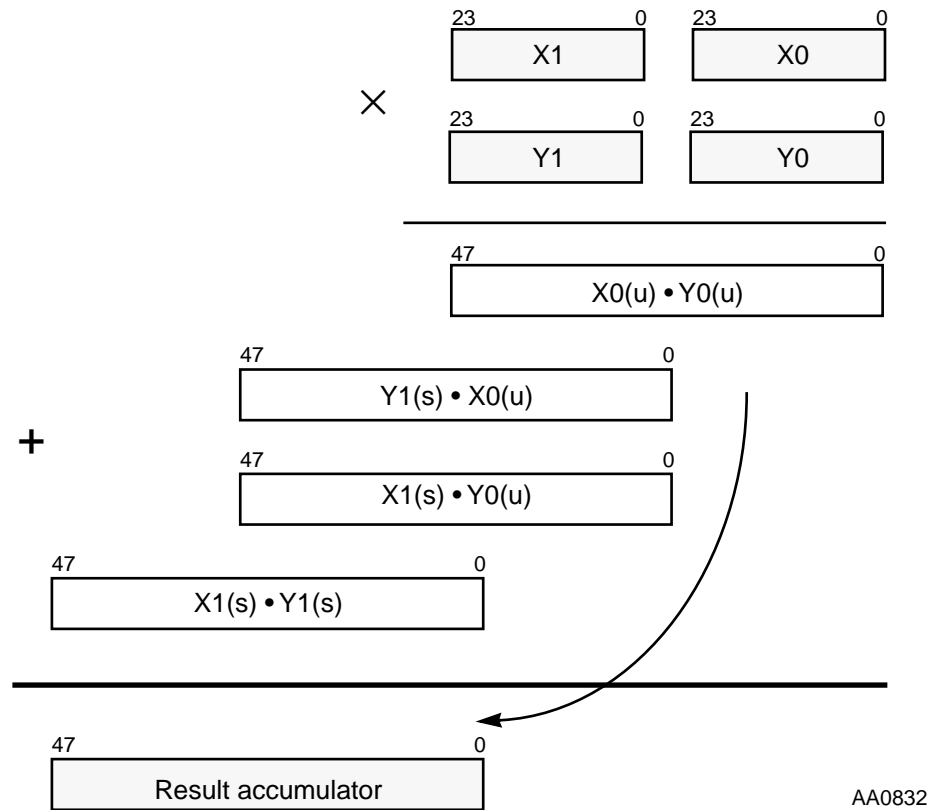 23 0 23 0
X1 X0
×
23 0 23 0
Y1 Y0
47 0
X0(u) • Y0(u)
47 0
Y1(s) • X0(u)
+
47 0
X1(s) • Y0(u)
47 0
X1(s) • Y1(s)
47 0
Result accumulator
AA0832